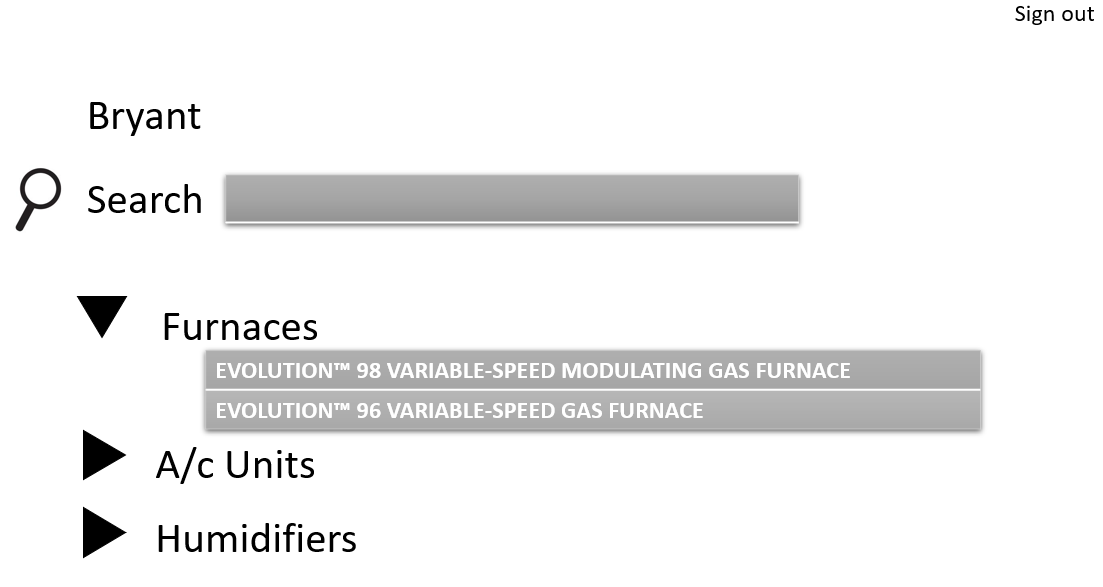 Sign out
Bryant
Search
Furnaces
EVOLUTION™ 98 VARIABLE-SPEED MODULATING GAS FURNACE
EVOLUTION™ 96 VARIABLE-SPEED GAS FURNACE
A/c Units
Humidifiers